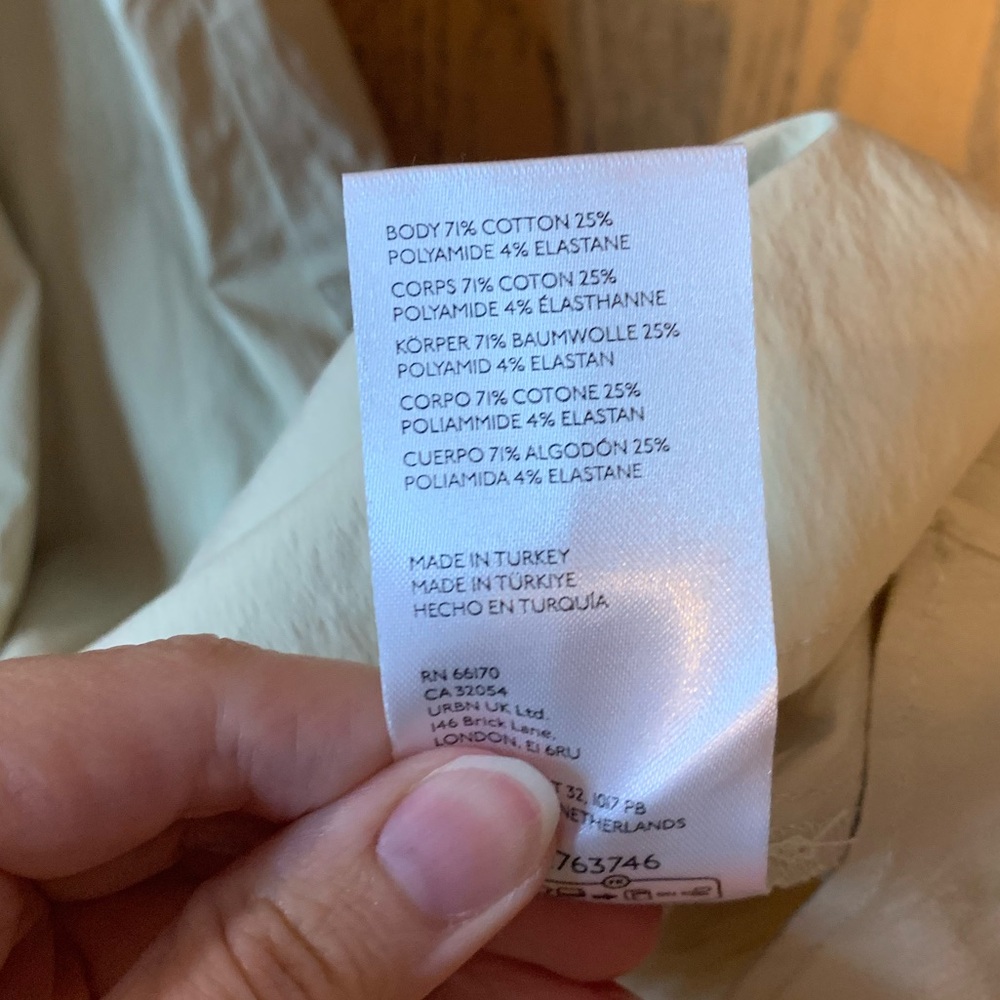 BODY 71% COTTON 25%
POLYAMIDE 4% ELASTANE
CORPS 71% COTON 25%
POLYAMIDE 4% ÉLASTHANNE
KÖRPER 71% BAUMWOLLE 25%
POLYAMID 4% ELASTAN
CORPO 71% COTONE 25%
POLIAMMIDE 4% ELASTAN
CUERPO 71% ALGODÓN 25%
POLIAMIDA 4% ELASTANE
MADE IN TURKEY
MADE IN TÜRKIYE
HECHO EN TURQUÍA
RN 66170
CA 32054
URBN UK Ltd.
146 Brick Lane,
LONDON, E1 6RU
T 32, 1017 PB
NETHERLANDS
763746
FR